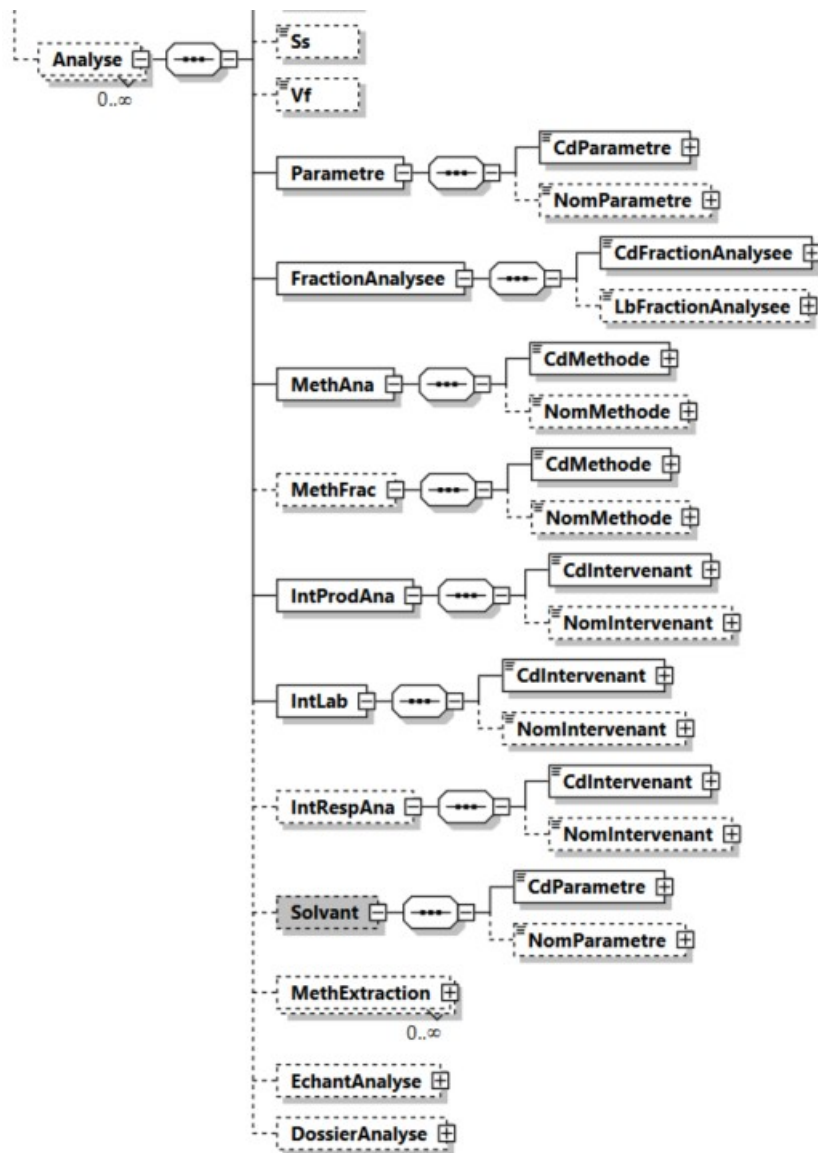 Ss
Analyse
0..∞
Vf
CdParametre
Parametre
NomParametre
CdFractionAnalysee
FractionAnalysee
LbFractionAnalysee
CdMethode
MethAna
NomMethode
CdMethode
MethFrac
NomMethode
CdIntervenant
IntProdAna
NomIntervenant
CdIntervenant
IntLab
NomIntervenant
CdIntervenant
IntRespAna
NomIntervenant
CdParametre
Solvant
NomParametre
MethExtraction
0..∞
EchantAnalyse
DossierAnalyse